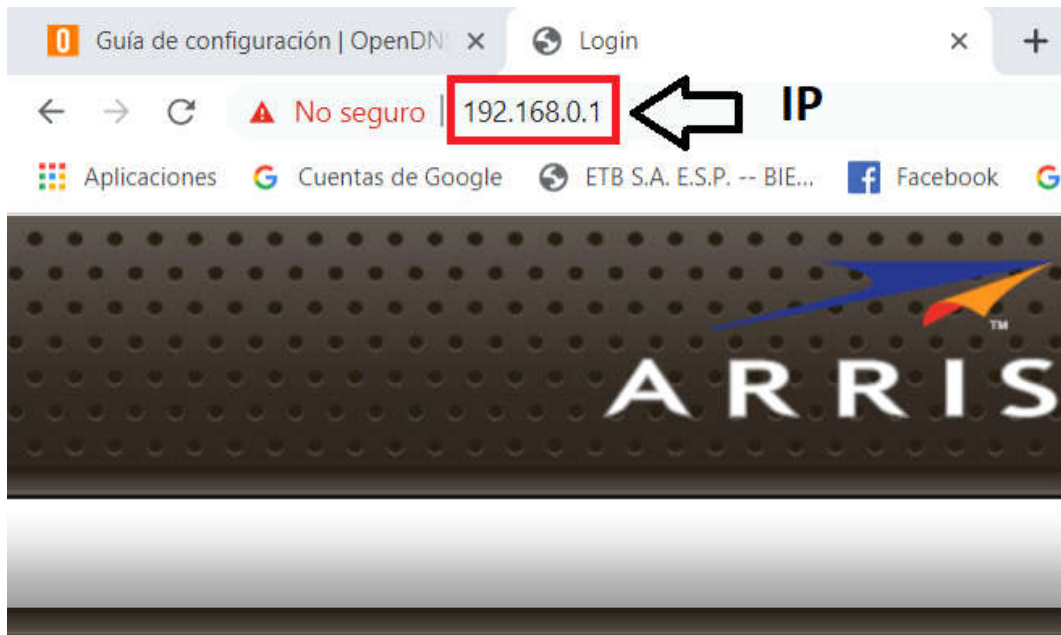 Guía de configuración | OpenDN
Login
No seguro | 192.168.0.1
IP
Aplicaciones
Cuentas de Google
ETB S.A. E.S.P. -- BIE...
Facebook
ARRIS
TM